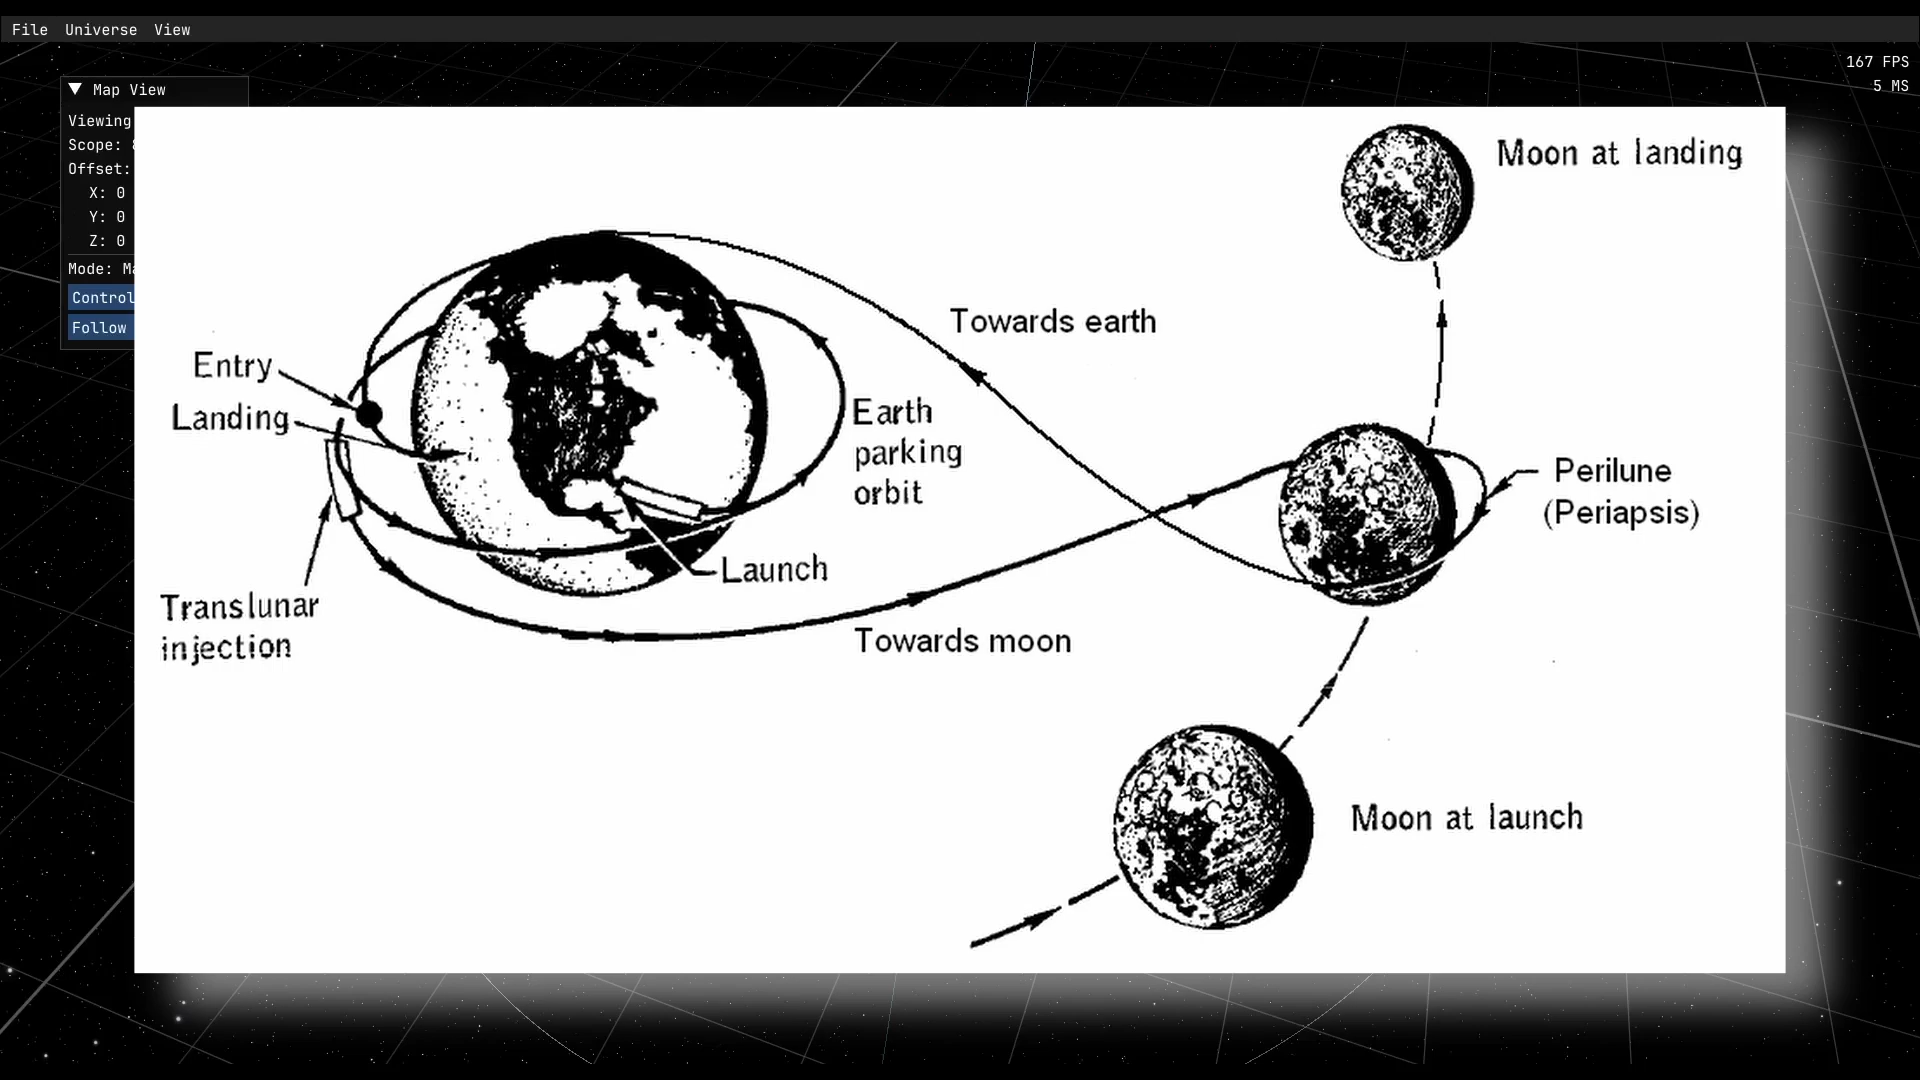 File Universe View
167 FPS
5 MS
Map View
Viewing
Scope:
Offset:
X: 0
Y: 0
Z: 0
Mode:
Control
Follow
Moon at landing
Towards earth
Entry
Landing
Earth
parking
orbit
Perilune
(Periapsis)
Launch
Translunar
injection
Towards moon
Moon at launch